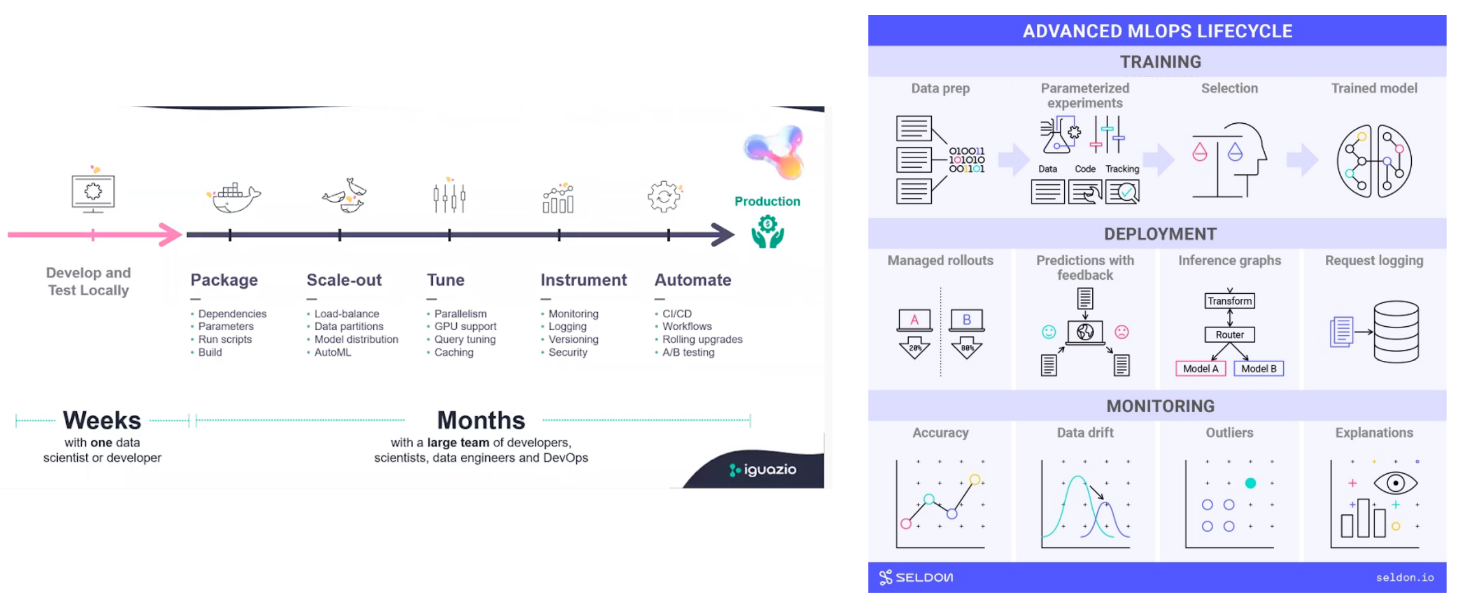 Production
Develop and
Test Locally
Package
• Dependencies
• Parameters
• Run scripts
• Build
Scale-out
• Load-balance
• Data partitions
• Model distribution
• AutoML
Tune
• Parallelism
• GPU support
• Query tuning
• Caching
Instrument
• Monitoring
• Logging
• Versioning
• Security
Automate
• CI/CD
• Workflows
• Rolling upgrades
• A/B testing
Weeks
with one data
scientist or developer
Months
with a large team of developers,
scientists, data engineers and DevOps
iguazio
ADVANCED MLOPS LIFECYCLE
TRAINING
Data prep
010011
101010
001101
Parameterized
experiments
Data Code Tracking
Selection
Trained model
DEPLOYMENT
Managed rollouts
A B
20% 80%
Predictions with
feedback
Inference graphs
Transform
Router
Model A Model B
Request logging
MONITORING
Accuracy
Data drift
Outliers
Explanations
SELDON
seldon.io